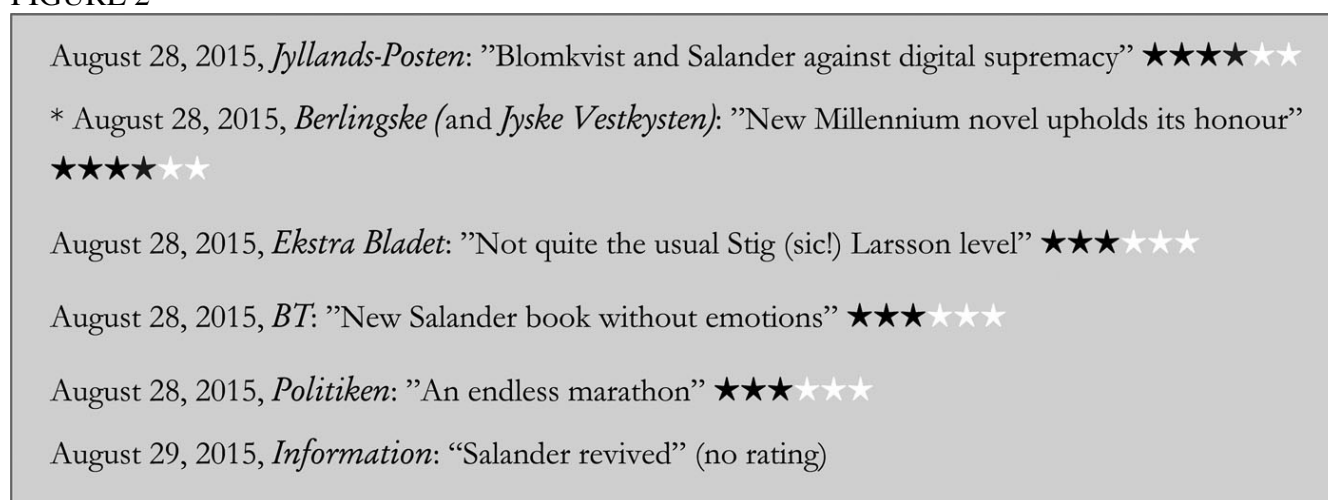 FIGURE 2
August 28, 2015, Jyllands-Posten: ”Blomkvist and Salander against digital supremacy” ★★★★☆☆
* August 28, 2015, Berlingske (and Jyske Vestkysten): ”New Millennium novel upholds its honour”
★★★★☆☆
August 28, 2015, Ekstra Bladet: ”Not quite the usual Stig (sic!) Larsson level” ★★★☆☆☆
August 28, 2015, BT: ”New Salander book without emotions” ★★★☆☆☆
August 28, 2015, Politiken: ”An endless marathon” ★★★☆☆☆
August 29, 2015, Information: “Salander revived” (no rating)